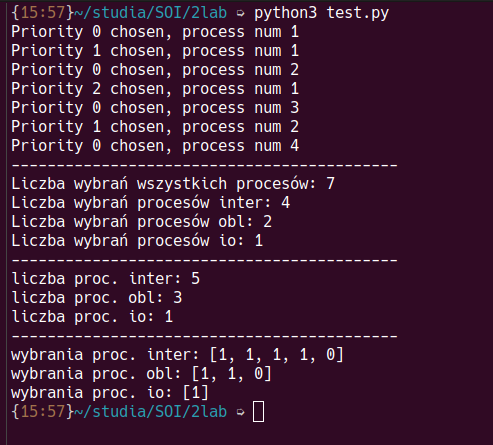 {15:57}~/studia/SOI/2lab ➭ python3 test.py
Priority 0 chosen, process num 1
Priority 1 chosen, process num 1
Priority 0 chosen, process num 2
Priority 2 chosen, process num 1
Priority 0 chosen, process num 3
Priority 1 chosen, process num 2
Priority 0 chosen, process num 4
-------------------------------------------
Liczba wybrań wszystkich procesów: 7
Liczba wybrań procesów inter: 4
Liczba wybrań procesów obl: 2
Liczba wybrań procesów io: 1
-------------------------------------------
liczba proc. inter: 5
liczba proc. obl: 3
liczba proc. io: 1
-------------------------------------------
wybrania proc. inter: [1, 1, 1, 1, 0]
wybrania proc. obl: [1, 1, 0]
wybrania proc. io: [1]
{15:57}~/studia/SOI/2lab ➭